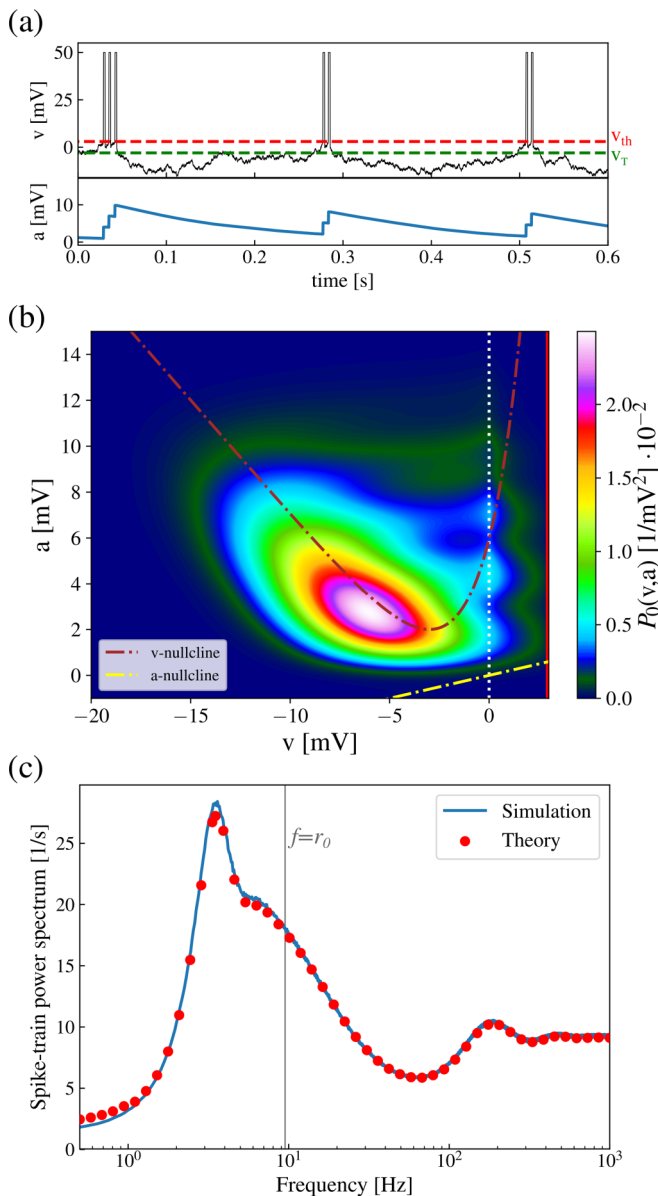 (a)
50
0
v [mV]
v_th
v_T
10
0
a [mV]
0.0 0.1 0.2 0.3 0.4 0.5 0.6
time [s]
(b)
14
12
10
8
6
4
2
0
a [mV]
v-nullcline
a-nullcline
−20 −15 −10 −5 0
v [mV]
2.0
1.5
1.0
0.5
0.0
P_0(v,a) [1/mV^2] ·10^-2
(c)
25
20
15
10
5
0
Spike-train power spectrum [1/s]
f=r_0
Simulation
Theory
10^0 10^1 10^2 10^3
Frequency [Hz]